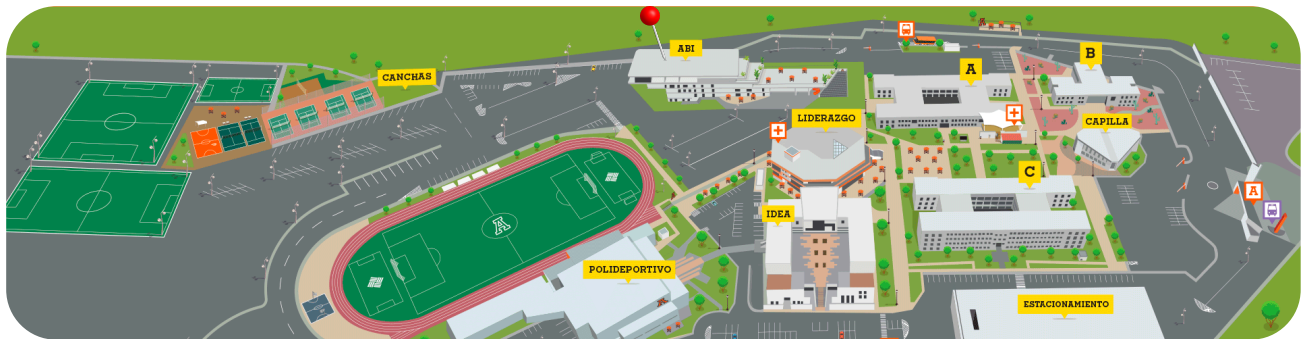 ABI
CANCHAS
A
B
LIDERAZGO
CAPILLA
C
A
IDEA
A
POLIDEPORTIVO
ESTACIONAMIENTO